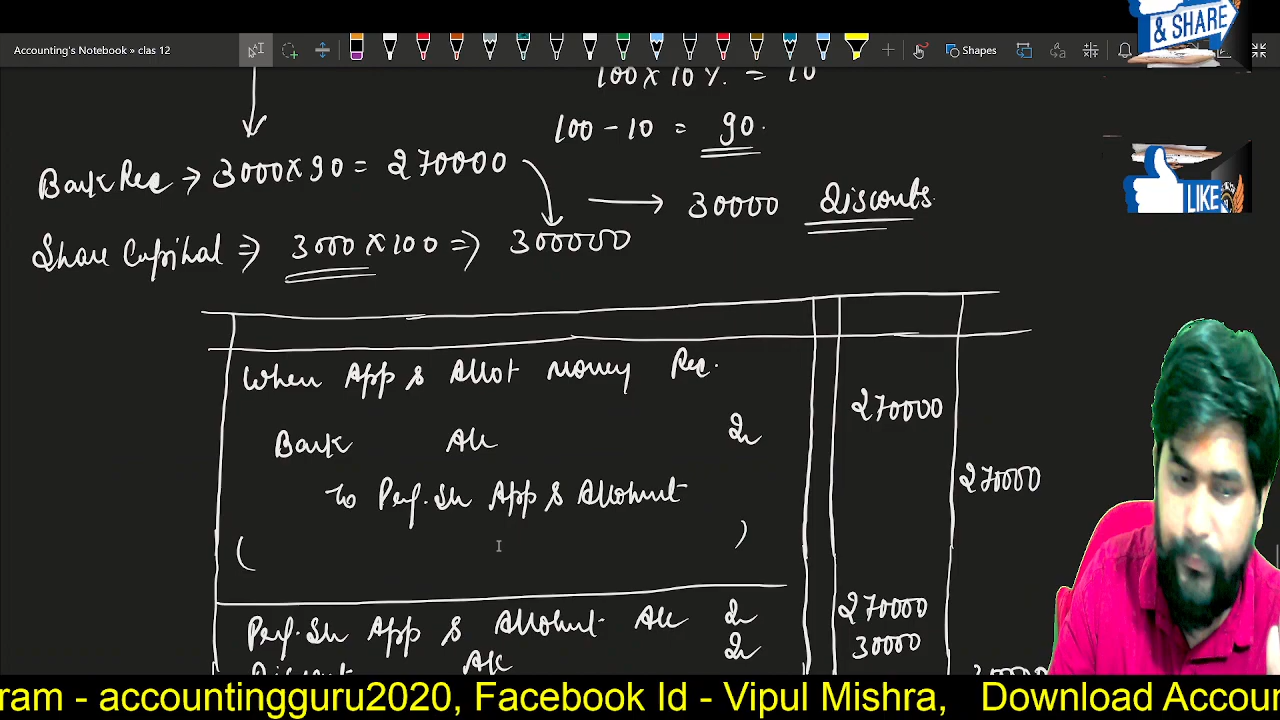 & SHARE
Accounting's Notebook » clas 12
Shapes
100 x 10 % = 10
100 - 10 = 90.
Bank Rec → 3000 x 90 = 270000
→ 30000 Discounts
LIKE
Share Capital ⇒ 3000 x 100 ⇒ 300000
When App & Allot money Rec.
270000
Bank A/c Dr
270000
To Pref. Sh App & Allotment
( )
Pref. Sh App & Allotment A/c Dr 270000
Discount A/c Dr 30000
ram - accountingguru2020, Facebook Id - Vipul Mishra, Download Accou